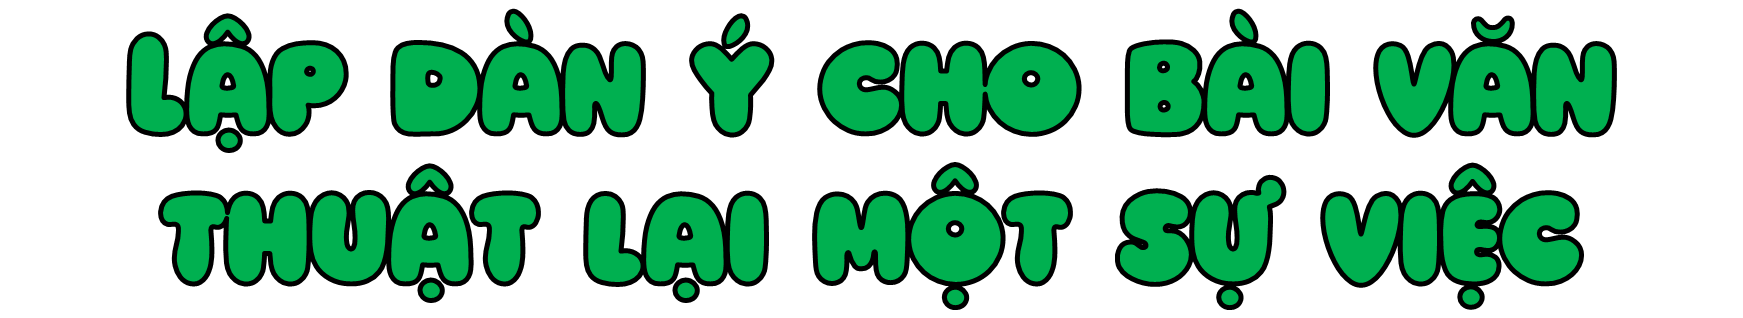 LẬP DÀN Ý CHO BÀI VĂN
THUẬT LẠI MỘT SỰ VIỆC